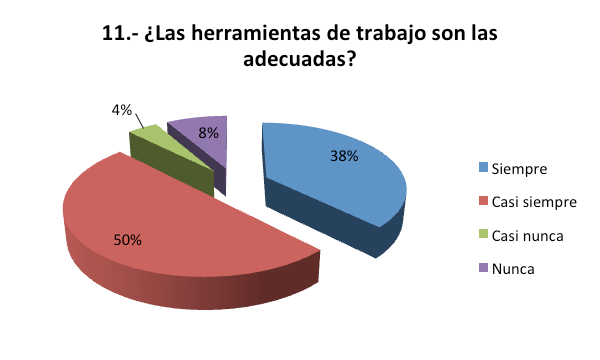 11.- ¿Las herramientas de trabajo son las
adecuadas?
4%
8%
38%
50%
Siempre
Casi siempre
Casi nunca
Nunca